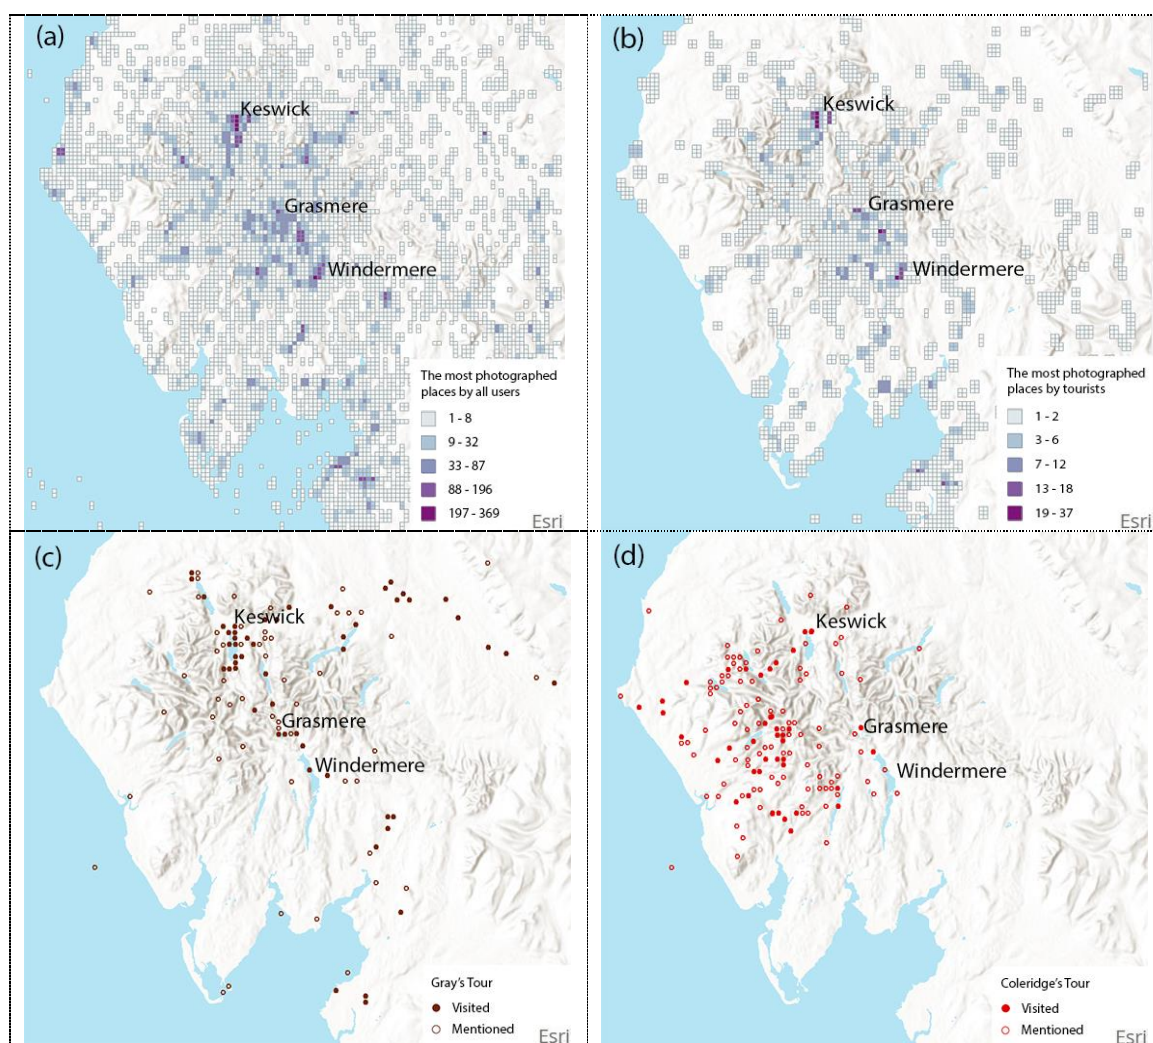 (a)
Keswick
Grasmere
Windermere
The most photographed
places by all users
1 - 8
9 - 32
33 - 87
88 - 196
197 - 369
Esri
(b)
Keswick
Grasmere
Windermere
The most photographed
places by tourists
1 - 2
3 - 6
7 - 12
13 - 18
19 - 37
Esri
(c)
Keswick
Grasmere
Windermere
Gray's Tour
Visited
Mentioned
Esri
(d)
Keswick
Grasmere
Windermere
Coleridge's Tour
Visited
Mentioned
Esri